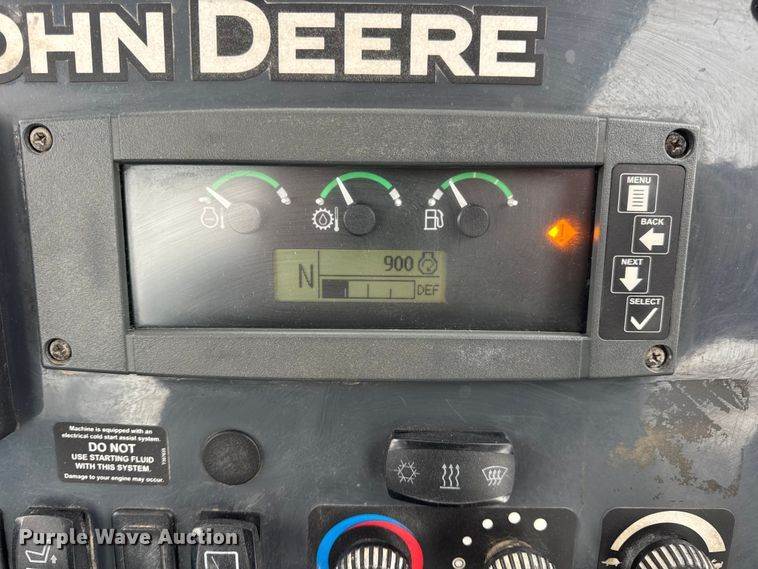 JOHN DEERE
MENU
BACK
NEXT
SELECT
N
900
DEF
Machine is equipped with an
electrical cold start assist system.
DO NOT
USE STARTING FLUID
WITH THIS SYSTEM.
Damage to your engine may occur.
Purple Wave Auction